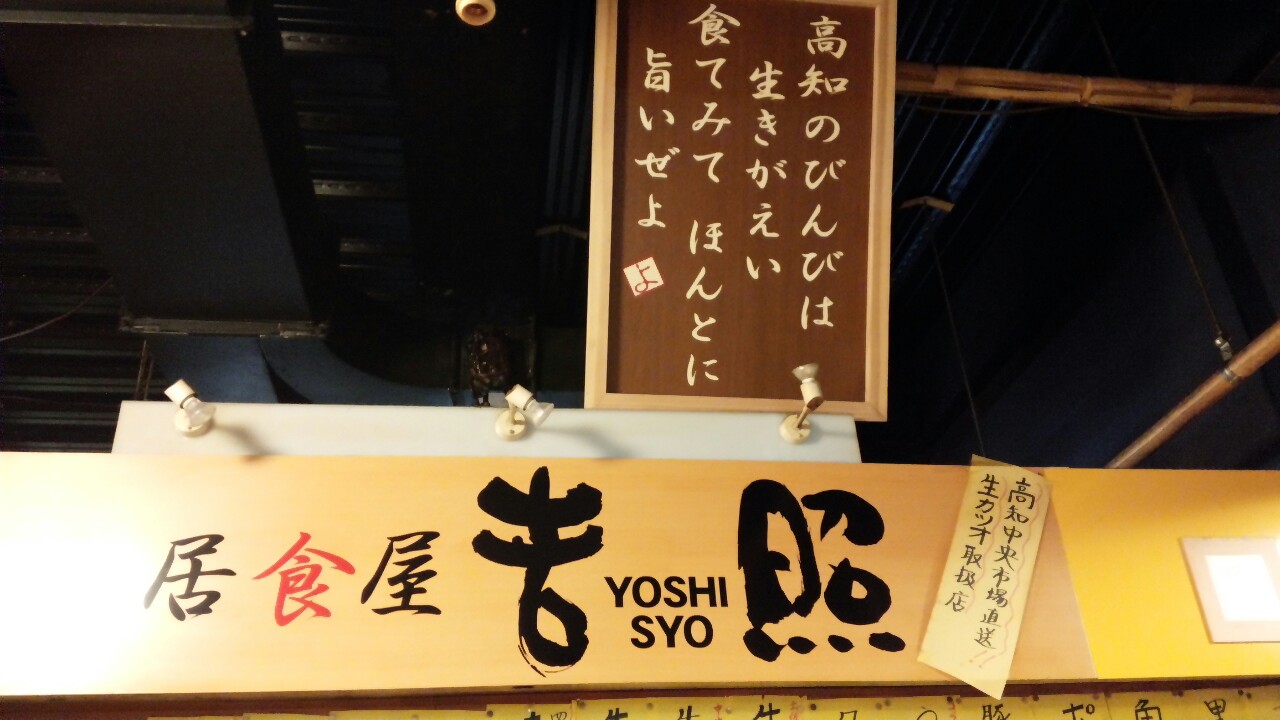 高知のびんびは
生きがえい
食てみて ほんとに
旨いぜよ
よ
居食屋
吉照
YOSHI
SYO
高知中央市場直送!!
生カツオ取扱店